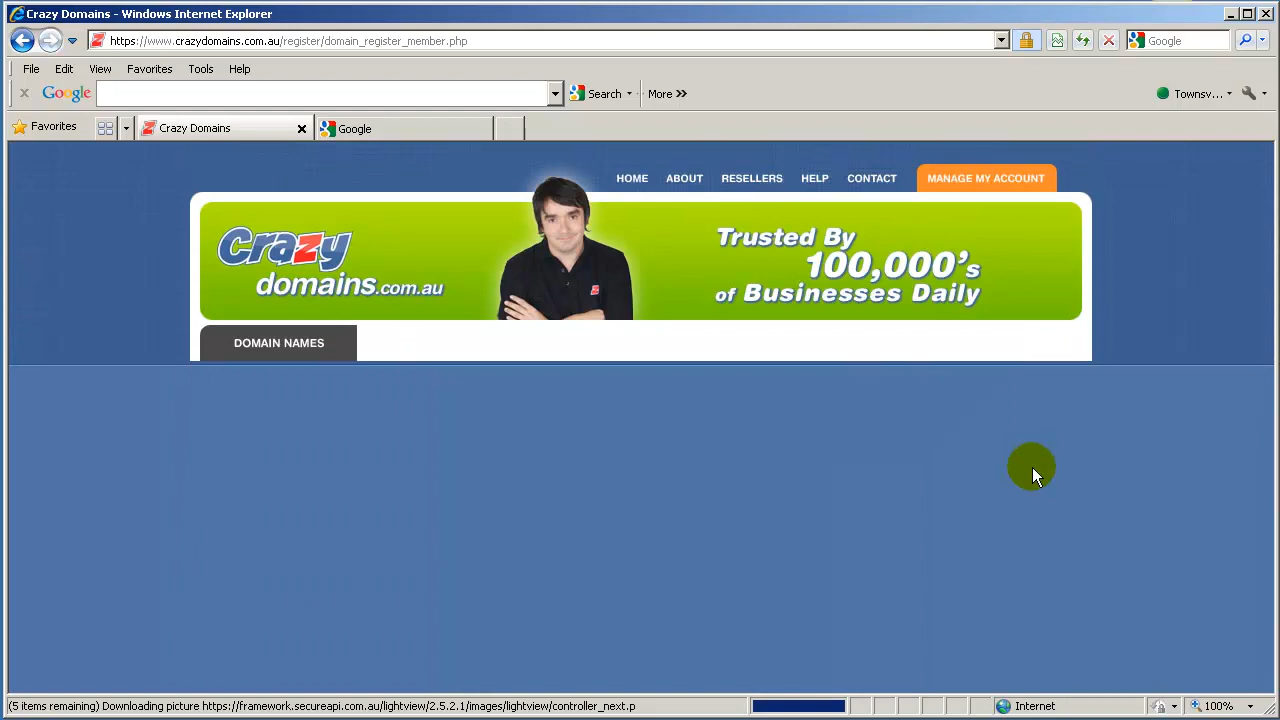 Crazy Domains - Windows Internet Explorer
https://www.crazydomains.com.au/register/domain_register_member.php
Google
File Edit View Favorites Tools Help
Google Search More »
Townsv...
Favorites Crazy Domains Google
HOME ABOUT RESELLERS HELP CONTACT MANAGE MY ACCOUNT
Crazy
domains.com.au
Trusted By
100,000's
of Businesses Daily
DOMAIN NAMES
(5 items remaining) Downloading picture https://framework.secureapi.com.au/lightview/2.5.2.1/images/lightview/controller_next.p
Internet
100%